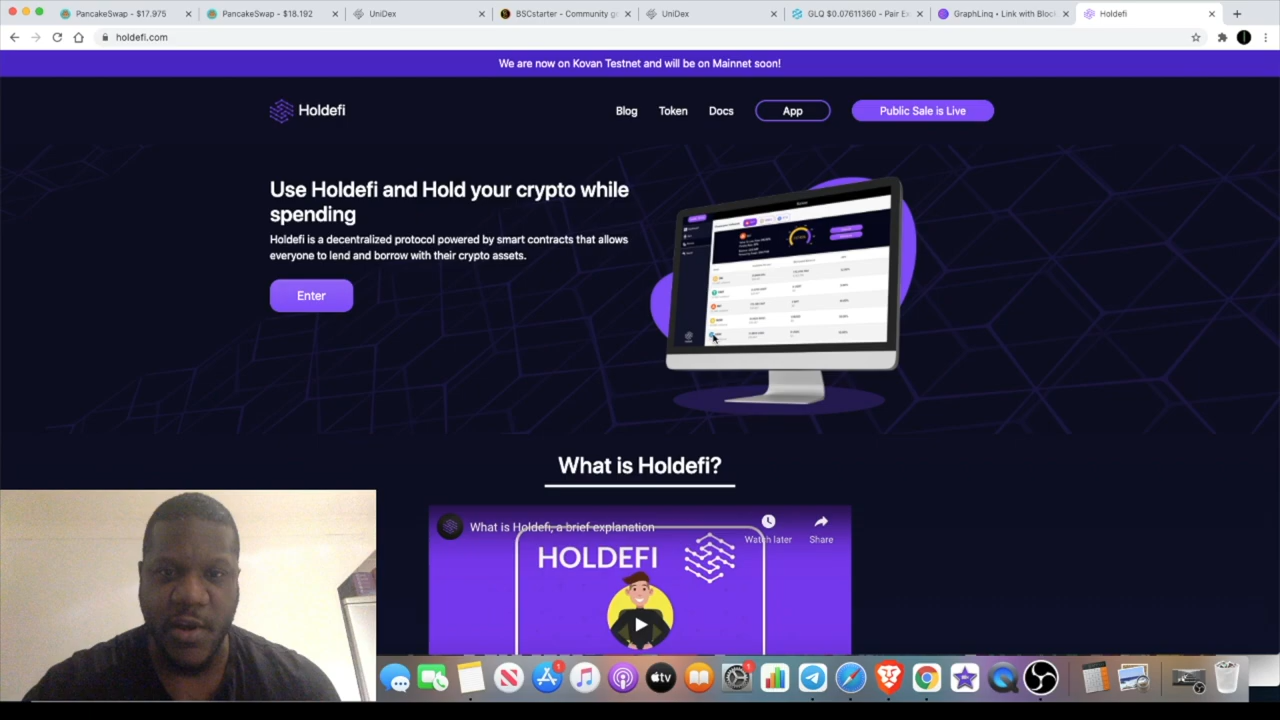 PancakeSwap - $17.975
PancakeSwap - $18.192
UniDex
BSCstarter - Community g
UniDex
GLQ $0.07611360 - Pair Ex
GraphLinq • Link with Block
Holdefi
holdefi.com
We are now on Kovan Testnet and will be on Mainnet soon!
Holdefi
Blog
Token
Docs
App
Public Sale is Live
Use Holdefi and Hold your crypto while
spending
Holdefi is a decentralized protocol powered by smart contracts that allows
everyone to lend and borrow with their crypto assets.
Enter
What is Holdefi?
What is Holdefi, a brief explanation
Watch later
Share
HOLDEFI
1
tv
1